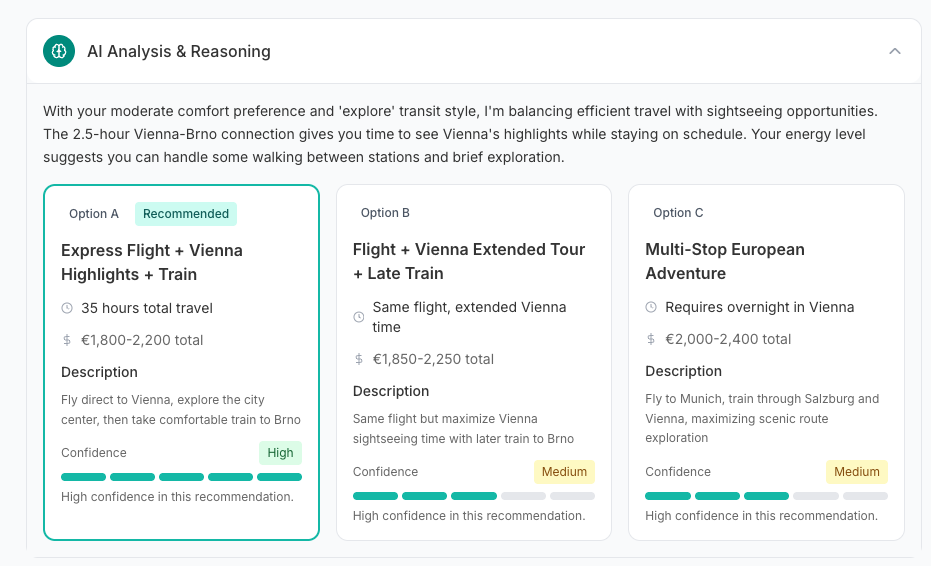 AI Analysis & Reasoning
With your moderate comfort preference and 'explore' transit style, I'm balancing efficient travel with sightseeing opportunities.
The 2.5-hour Vienna-Brno connection gives you time to see Vienna's highlights while staying on schedule. Your energy level
suggests you can handle some walking between stations and brief exploration.
Option A
Recommended
Express Flight + Vienna
Highlights + Train
35 hours total travel
$ €1,800-2,200 total
Description
Fly direct to Vienna, explore the city
center, then take comfortable train to Brno
Confidence
High
High confidence in this recommendation.
Option B
Flight + Vienna Extended Tour
+ Late Train
Same flight, extended Vienna
time
$ €1,850-2,250 total
Description
Same flight but maximize Vienna
sightseeing time with later train to Brno
Confidence
Medium
High confidence in this recommendation.
Option C
Multi-Stop European
Adventure
Requires overnight in Vienna
$ €2,000-2,400 total
Description
Fly to Munich, train through Salzburg and
Vienna, maximizing scenic route
exploration
Confidence
Medium
High confidence in this recommendation.